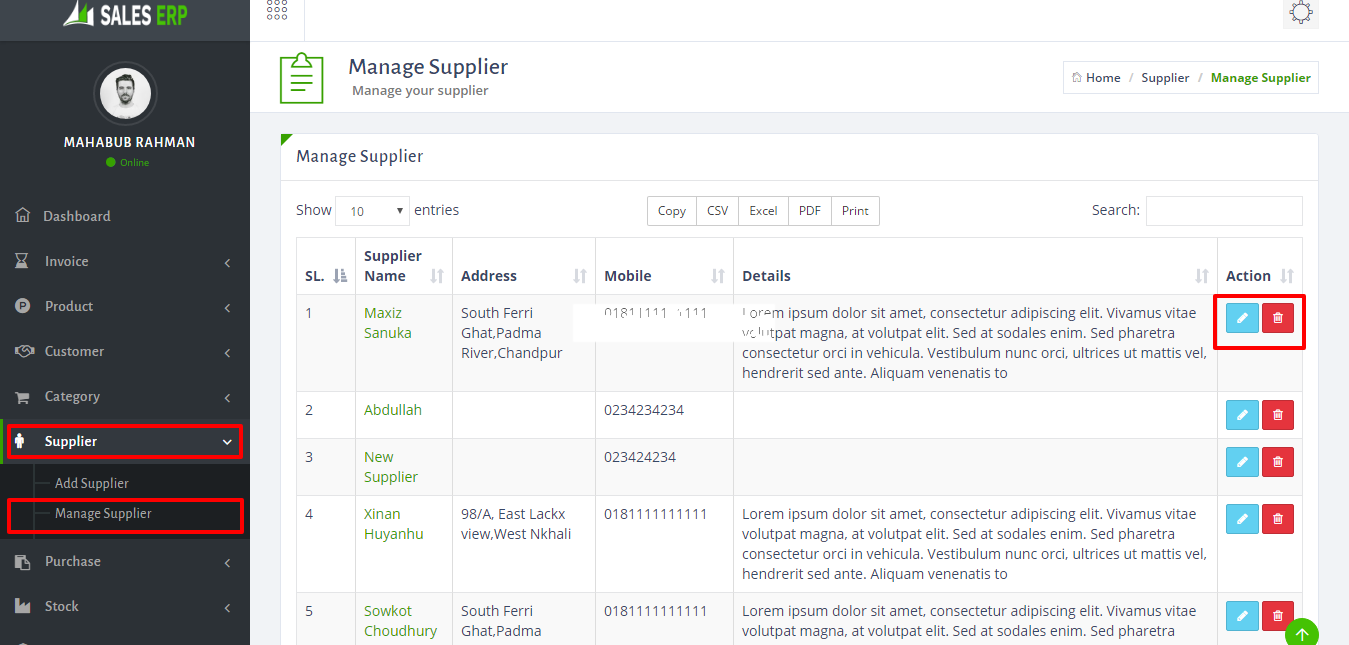 SALES ERP
MAHABUB RAHMAN
Online
Dashboard
Invoice
Product
Customer
Category
Supplier
Add Supplier
Manage Supplier
Purchase
Stock
Manage Supplier
Manage your supplier
Home / Supplier / Manage Supplier
Manage Supplier
Show 10 entries
Copy CSV Excel PDF Print
Search:
SL. Supplier Name Address Mobile Details Action
1
Maxiz
Sanuka
South Ferri
Ghat,Padma
River,Chandpur
Lorem ipsum dolor sit amet, consectetur adipiscing elit. Vivamus vitae
volutpat magna, at volutpat elit. Sed at sodales enim. Sed pharetra
consectetur orci in vehicula. Vestibulum nunc orci, ultrices ut mattis vel,
hendrerit sed ante. Aliquam venenatis to
2
Abdullah
0234234234
3
New
Supplier
023424234
4
Xinan
Huyanhu
98/A, East Lackx
view,West Nkhali
0181111111111
Lorem ipsum dolor sit amet, consectetur adipiscing elit. Vivamus vitae
volutpat magna, at volutpat elit. Sed at sodales enim. Sed pharetra
consectetur orci in vehicula. Vestibulum nunc orci, ultrices ut mattis vel,
hendrerit sed ante. Aliquam venenatis to
5
Sowkot
Choudhury
South Ferri
Ghat,Padma
0181111111111
Lorem ipsum dolor sit amet, consectetur adipiscing elit. Vivamus vitae
volutpat magna, at volutpat elit. Sed at sodales enim. Sed pharetra